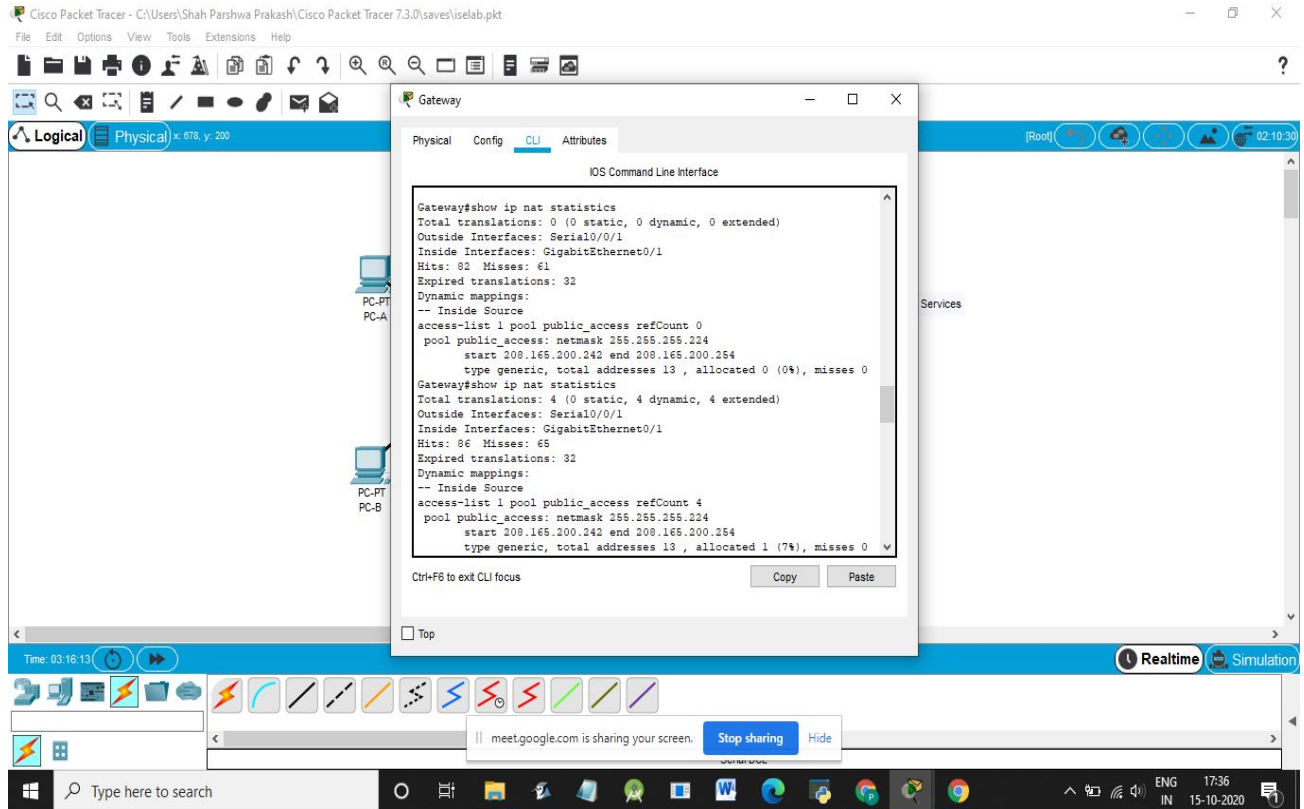 Cisco Packet Tracer - C:\Users\Shah Parshwa Prakash\Cisco Packet Tracer 7.3.0\saves\iselab.pkt
File Edit Options View Tools Extensions Help
Logical Physical x: 678, y: 200 [Root] 02:10:30
Gateway
Physical Config CLI Attributes
IOS Command Line Interface
Gateway#show ip nat statistics
Total translations: 0 (0 static, 0 dynamic, 0 extended)
Outside Interfaces: Serial0/0/1
Inside Interfaces: GigabitEthernet0/1
Hits: 82 Misses: 61
Expired translations: 32
Dynamic mappings:
-- Inside Source
access-list 1 pool public_access refCount 0
pool public_access: netmask 255.255.255.224
start 208.165.200.242 end 208.165.200.254
type generic, total addresses 13 , allocated 0 (0%), misses 0
Gateway#show ip nat statistics
Total translations: 4 (0 static, 4 dynamic, 4 extended)
Outside Interfaces: Serial0/0/1
Inside Interfaces: GigabitEthernet0/1
Hits: 86 Misses: 65
Expired translations: 32
Dynamic mappings:
-- Inside Source
access-list 1 pool public_access refCount 4
pool public_access: netmask 255.255.255.224
start 208.165.200.242 end 208.165.200.254
type generic, total addresses 13 , allocated 1 (7%), misses 0
Ctrl+F6 to exit CLI focus
Copy Paste
Top
PC-PT
PC-A
PC-PT
PC-B
Services
Time: 03:16:13 Realtime Simulation
meet.google.com is sharing your screen. Stop sharing Hide
Type here to search
ENG
IN
17:36
15-10-2020